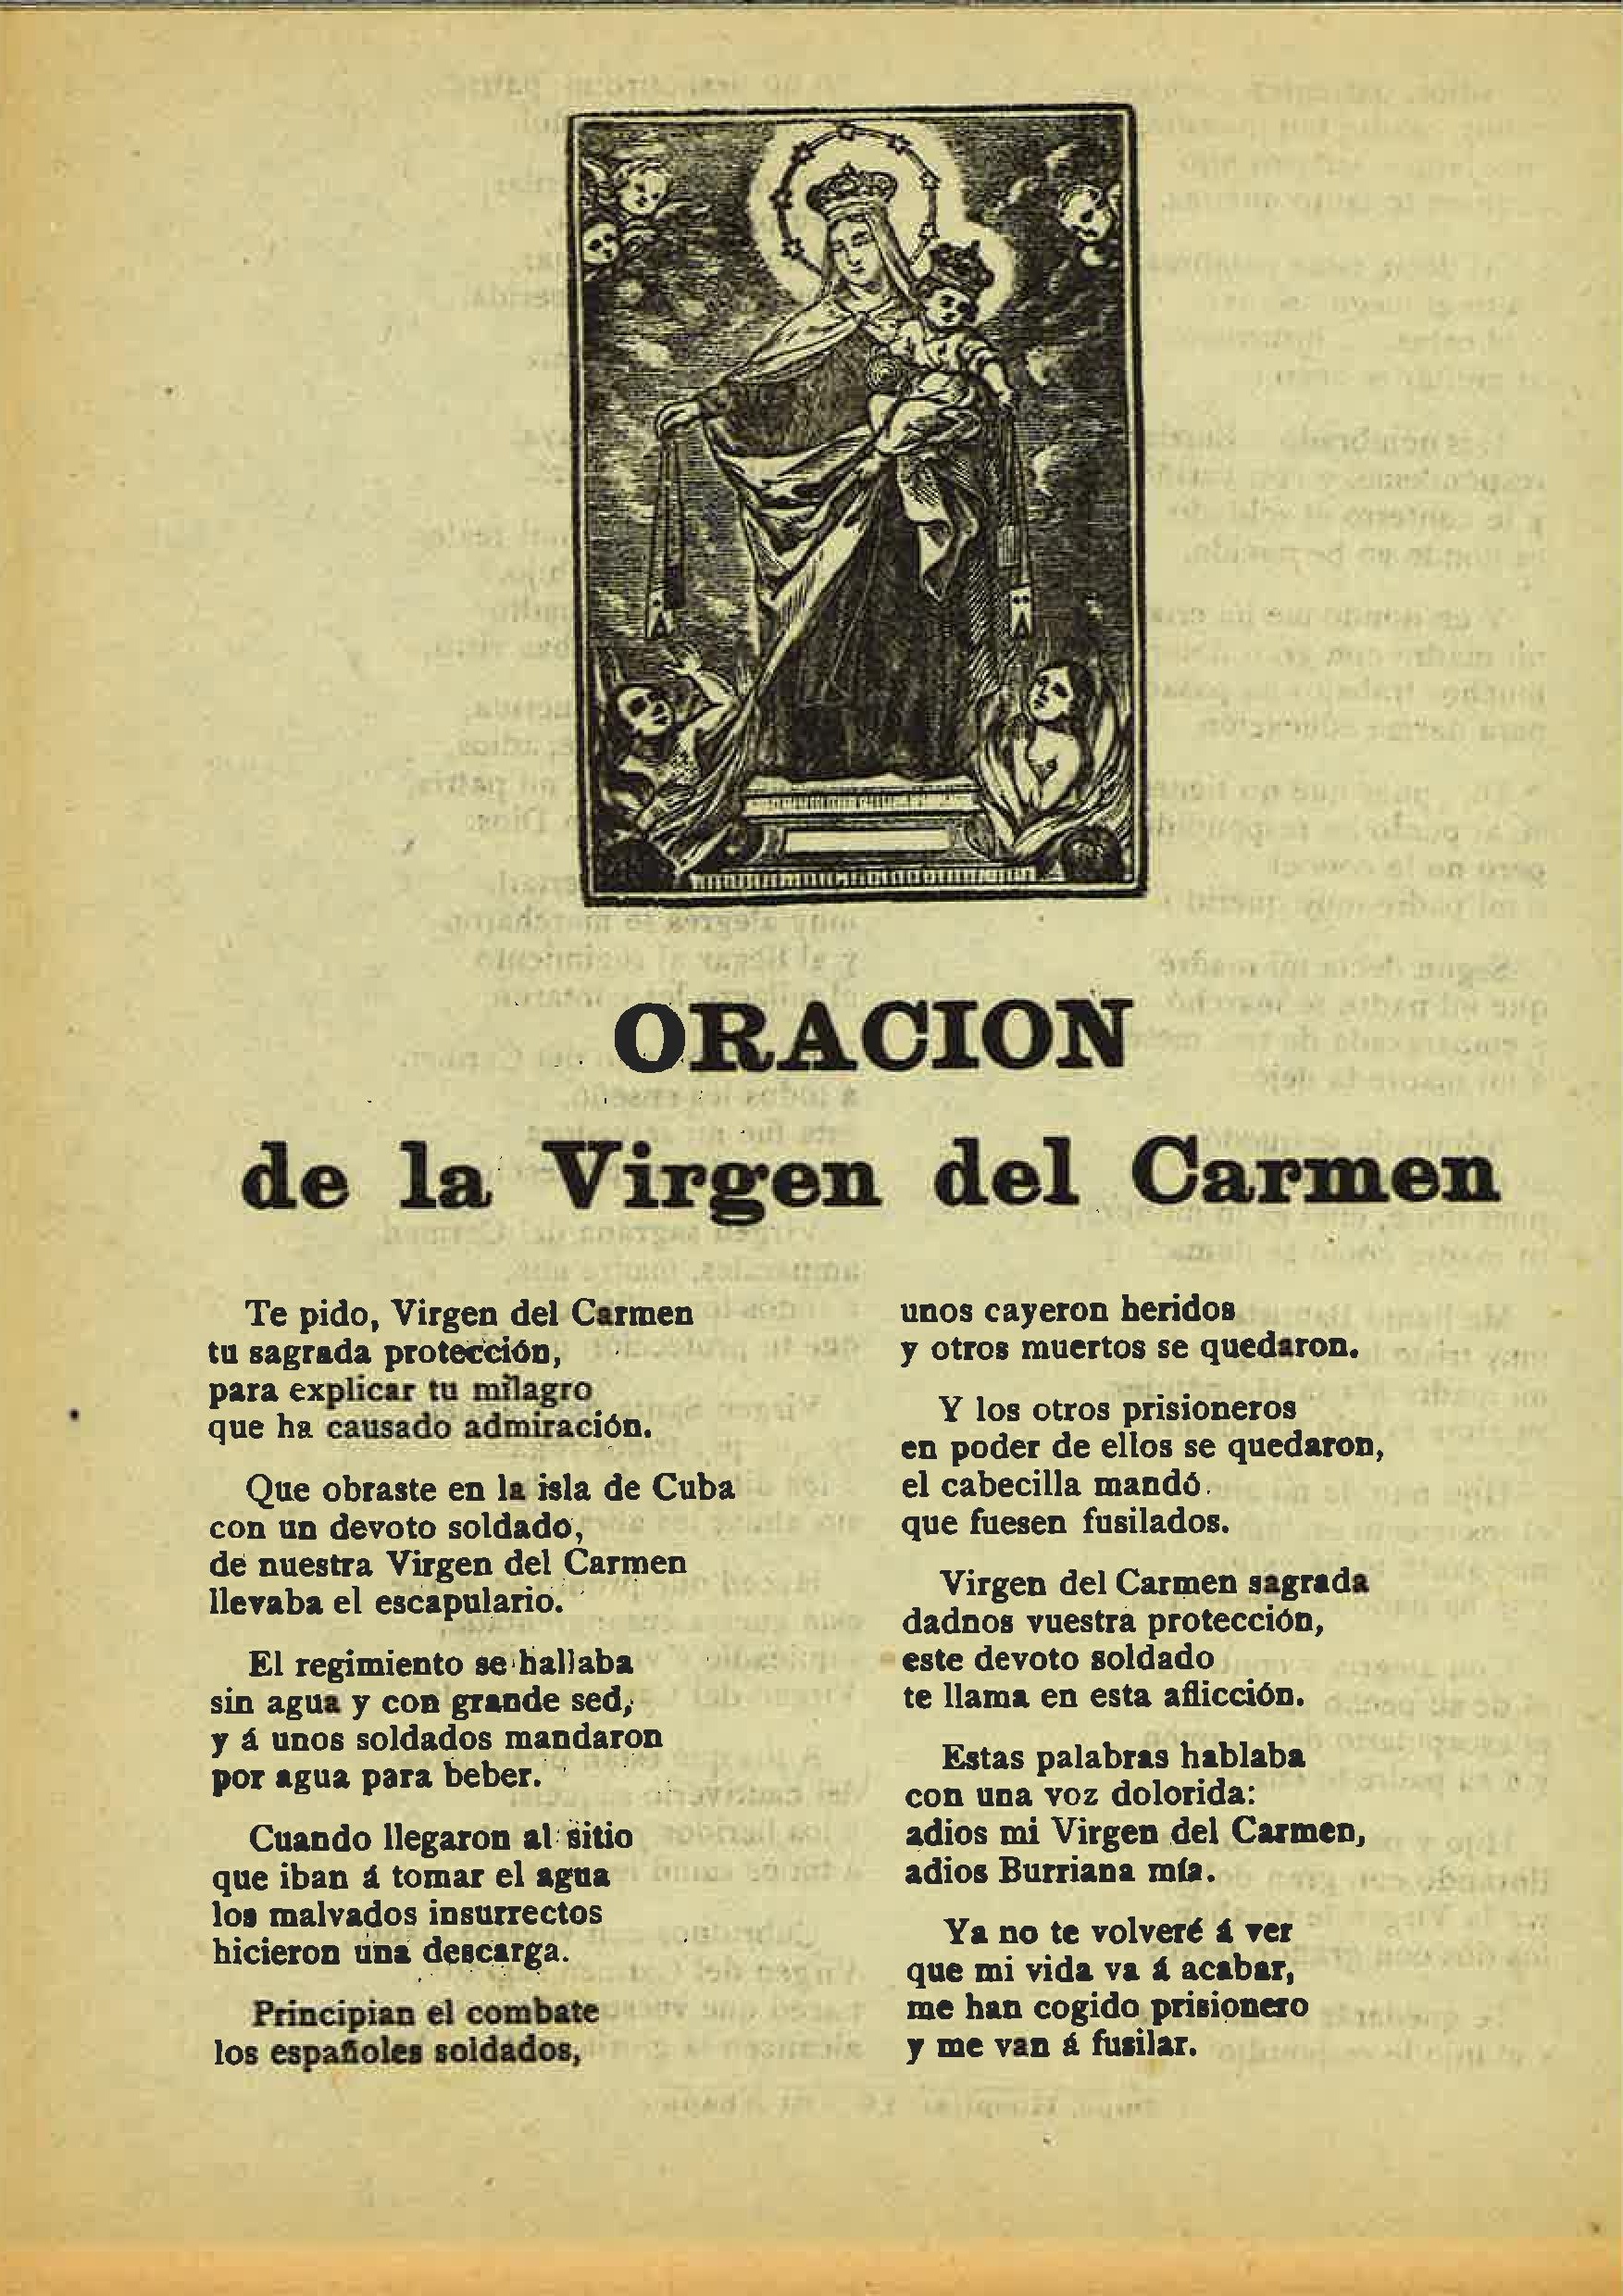 ORACION
de la Virgen del Carmen
Te pido, Virgen del Carmen
tu sagrada protección,
para explicar tu milagro
que ha causado admiración.
Que obraste en la isla de Cuba
con un devoto soldado,
de nuestra Virgen del Carmen
llevaba el escapulario.
El regimiento se hallaba
sin agua y con grande sed,
y á unos soldados mandaron
por agua para beber.
Cuando llegaron al sitio
que iban á tomar el agua
los malvados insurrectos
hicieron una descarga.
Principian el combate
los españoles soldados,
unos cayeron heridos
y otros muertos se quedaron.
Y los otros prisioneros
en poder de ellos se quedaron,
el cabecilla mandó
que fuesen fusilados.
Virgen del Carmen sagrada
dadnos vuestra protección,
este devoto soldado
te llama en esta aflicción.
Estas palabras hablaba
con una voz dolorida:
adios mi Virgen del Carmen,
adios Burriana mía.
Ya no te volveré á ver
que mi vida va á acabar,
me han cogido prisionero
y me van á fusilar.